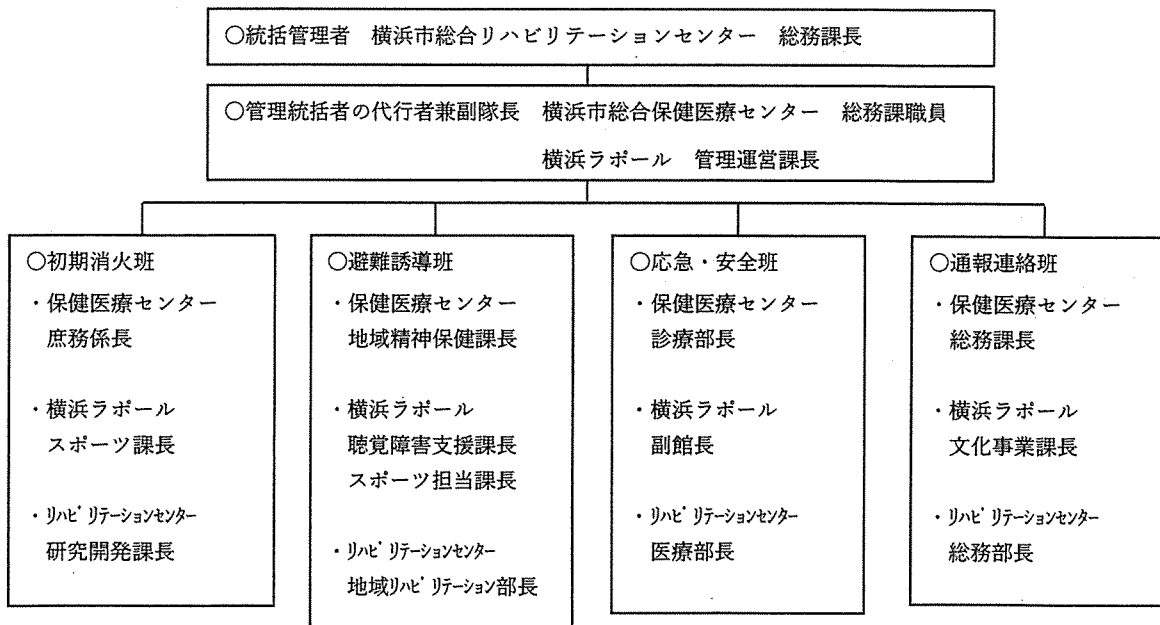 〇統括管理者　横浜市総合リハビリテーションセンター　総務課長
〇管理統括者の代行者兼副隊長　横浜市総合保健医療センター　総務課職員
横浜ラポール　管理運営課長
〇初期消火班
・保健医療センター
庶務係長
・横浜ラポール
スポーツ課長
・ﾘﾊﾋﾞﾘﾃｰｼｮﾝｾﾝﾀｰ
研究開発課長
〇避難誘導班
・保健医療センター
地域精神保健課長
・横浜ラポール
聴覚障害支援課長
スポーツ担当課長
・ﾘﾊﾋﾞﾘﾃｰｼｮﾝｾﾝﾀｰ
地域ﾘﾊﾋﾞﾘﾃｰｼｮﾝ部長
〇応急・安全班
・保健医療センター
診療部長
・横浜ラポール
副館長
・ﾘﾊﾋﾞﾘﾃｰｼｮﾝｾﾝﾀｰ
医療部長
〇通報連絡班
・保健医療センター
総務課長
・横浜ラポール
文化事業課長
・ﾘﾊﾋﾞﾘﾃｰｼｮﾝｾﾝﾀｰ
総務部長